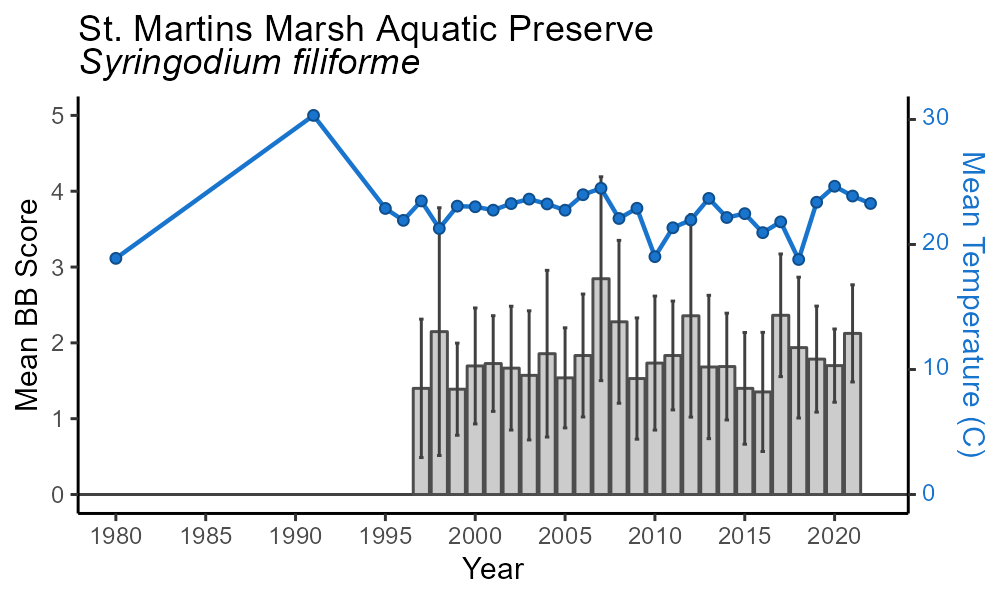 St. Martins Marsh Aquatic Preserve
Syringodium filiforme
Mean BB Score
5
4
3
2
1
0
30
20
10
0
Mean Temperature (C)
1980 1985 1990 1995 2000 2005 2010 2015 2020
Year